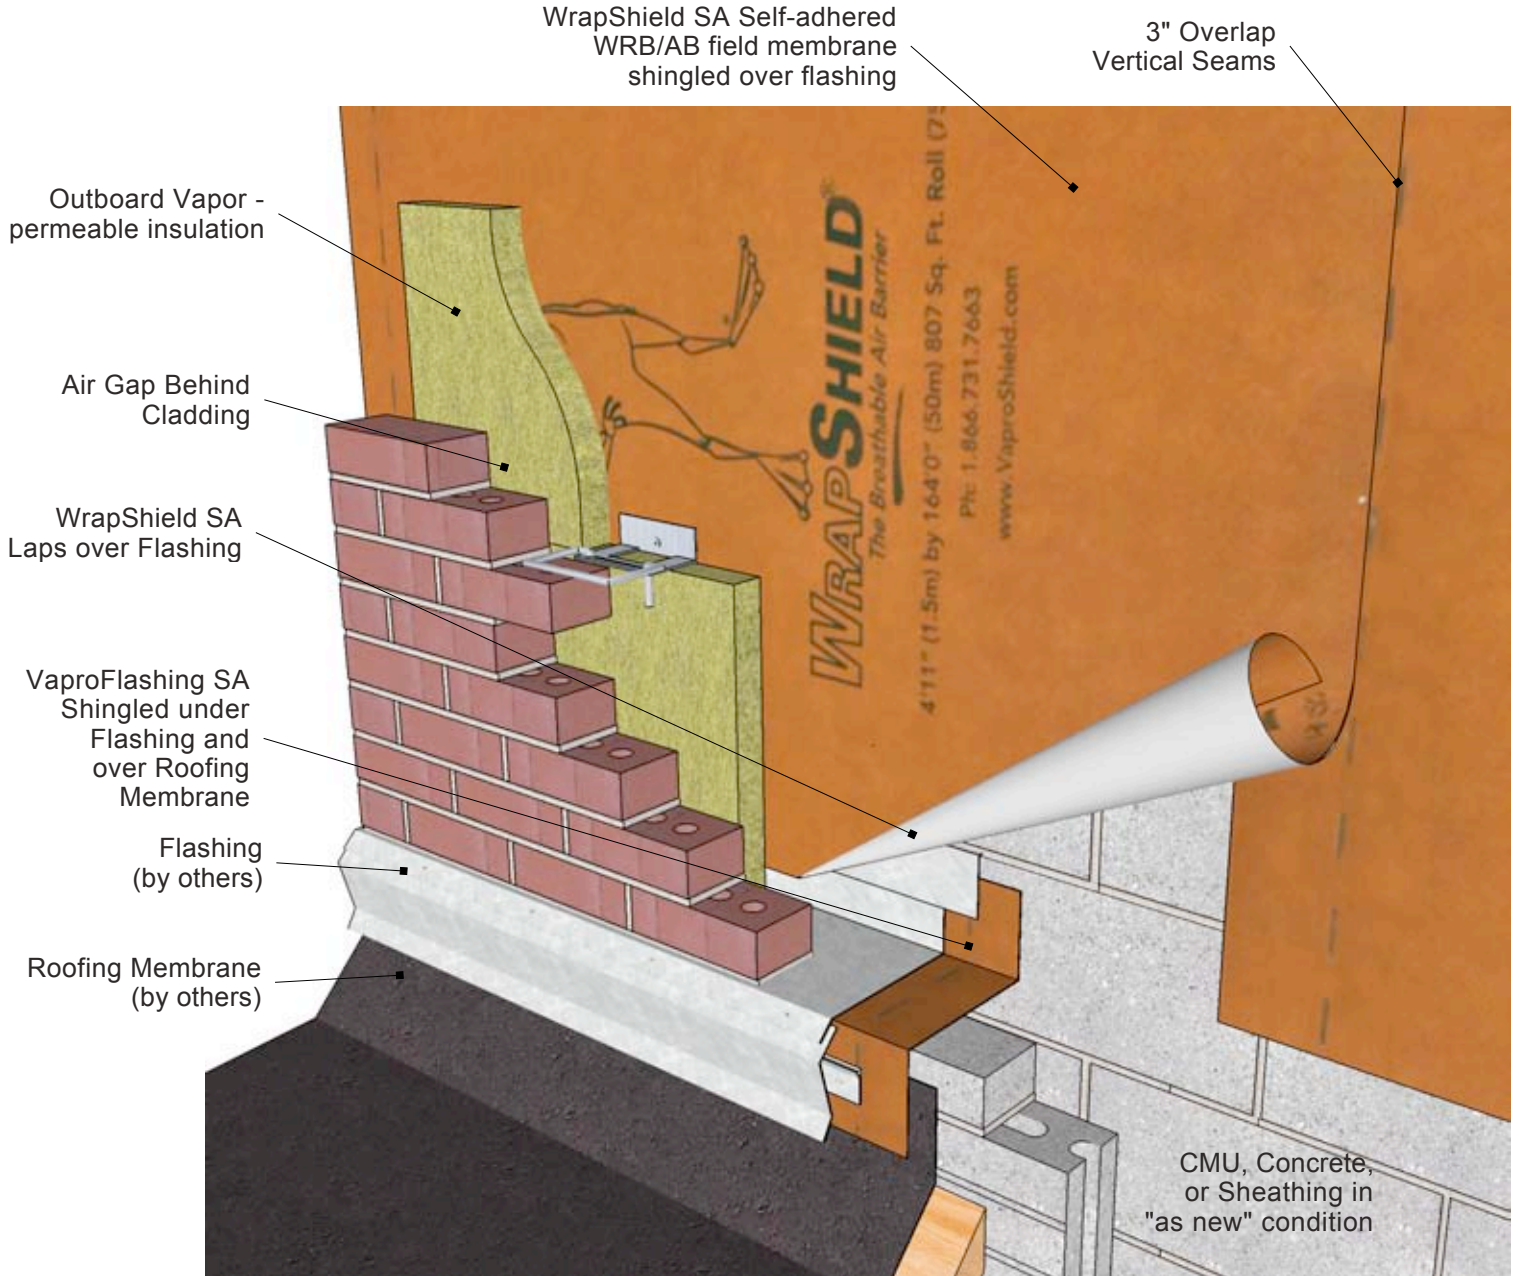 WrapShield SA Self-adhered
WRB/AB field membrane
shingled over flashing
3" Overlap
Vertical Seams
Outboard Vapor -
permeable insulation
Air Gap Behind
Cladding
WrapShield SA
Laps over Flashing
VaproFlashing SA
Shingled under
Flashing and
over Roofing
Membrane
Flashing
(by others)
Roofing Membrane
(by others)
CMU, Concrete,
or Sheathing in
"as new" condition
WRAPSHIELD®
The Breathable Air Barrier
4'11" (1.5m) by 164'0" (50m) 807 Sq. Ft. Roll (75
Ph: 1.866.731.7663
www.VaproShield.com